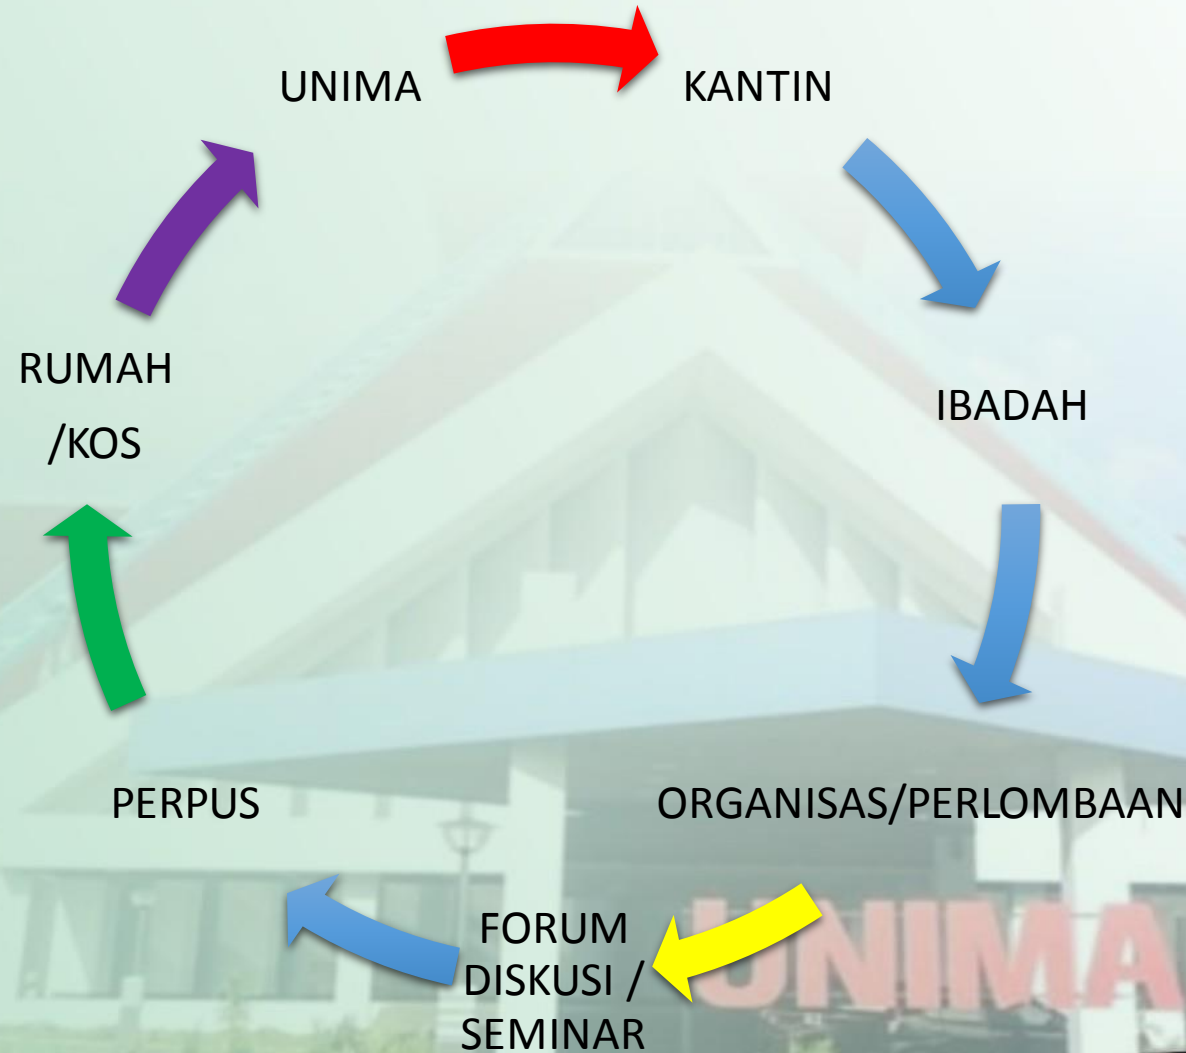 UNIMA
KANTIN
IBADAH
ORGANISAS/PERLOMBAAN
FORUM
DISKUSI /
SEMINAR
PERPUS
RUMAH
/KOS
UNIMA